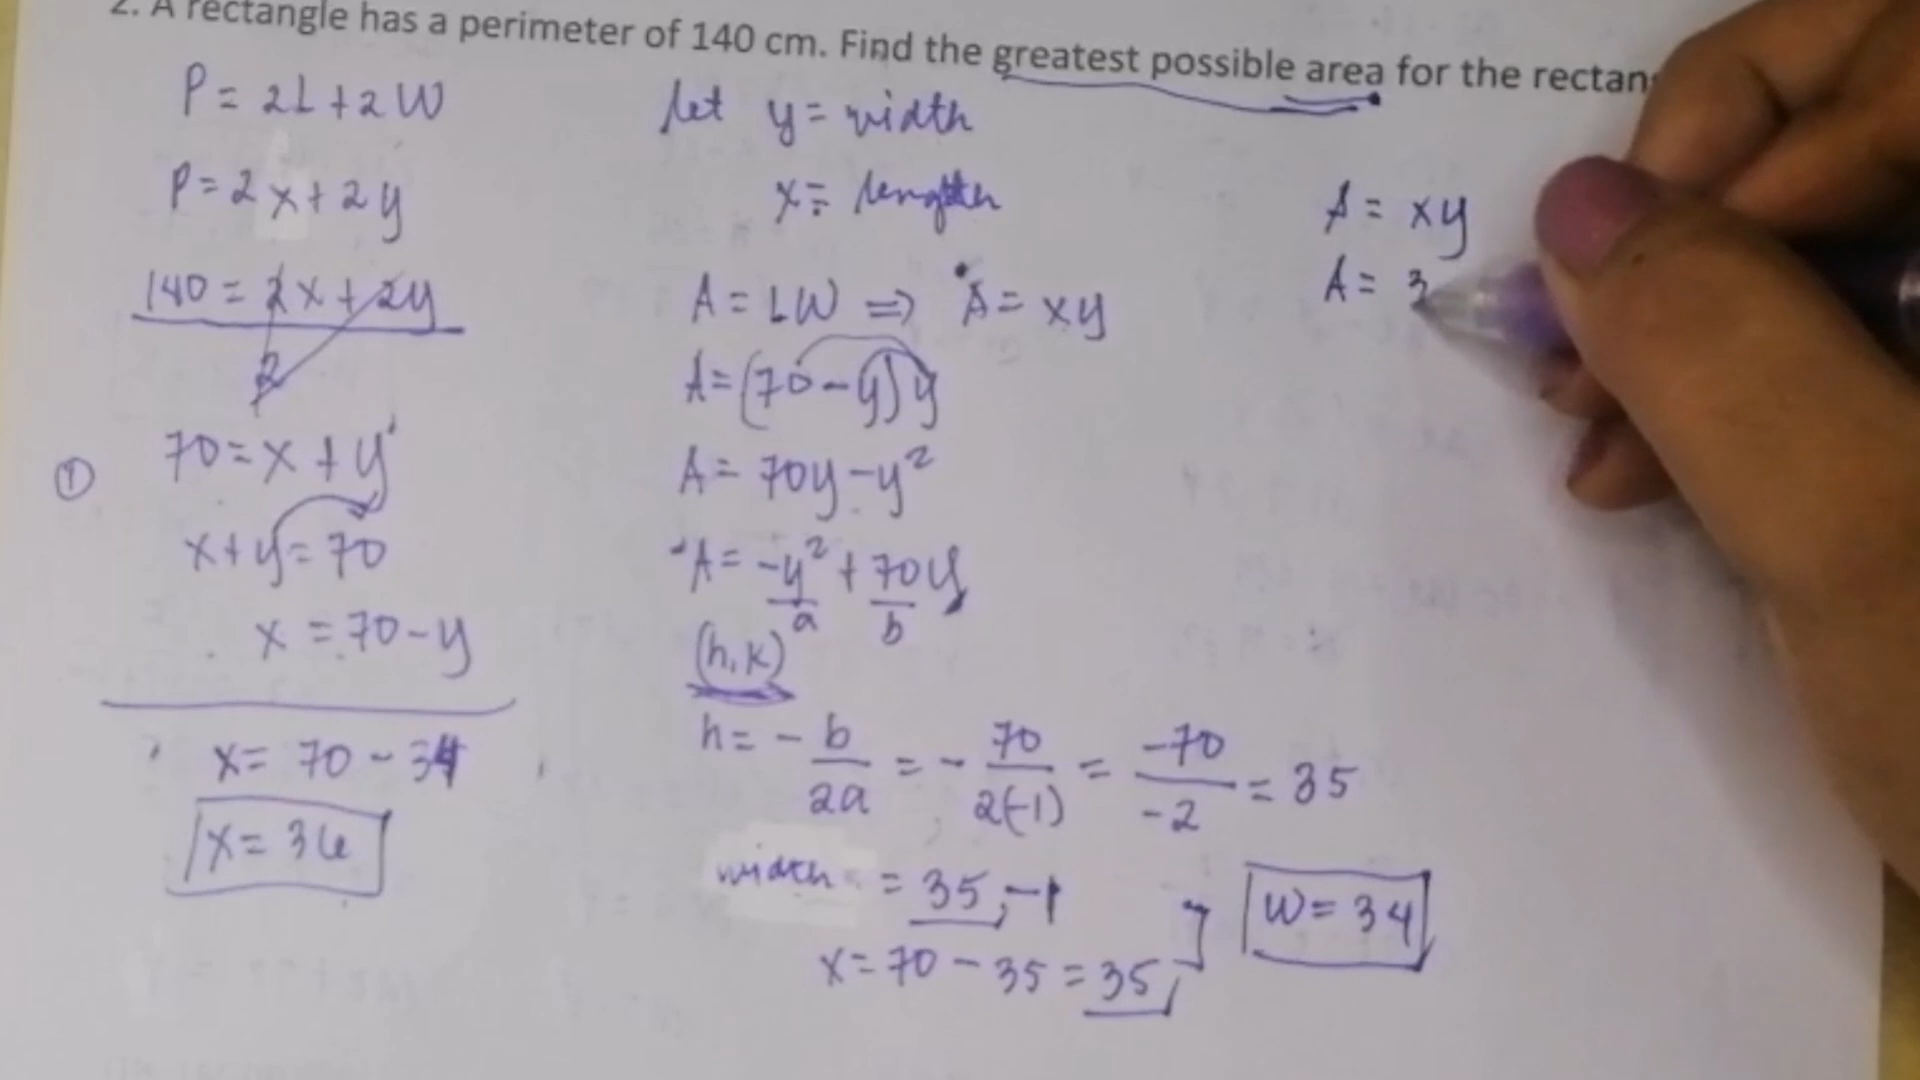 2. A rectangle has a perimeter of 140 cm. Find the greatest possible area for the rectan
P = 2L + 2W
P = 2x + 2y
140 = 2x + 2y
2
① 70 = x + y
x + y = 70
x = 70 - y
x = 70 - 34
x = 36
let y = width
x = length
A = LW ⇒ A = xy
A = (70 - y)y
A = 70y - y²
A = -y² + 70y
a b
(h, k)
h = - b/2a = - 70/2(-1) = -70/-2 = 35
width = 35, -1
x = 70 - 35 = 35,
W = 34
A = xy
A = 3